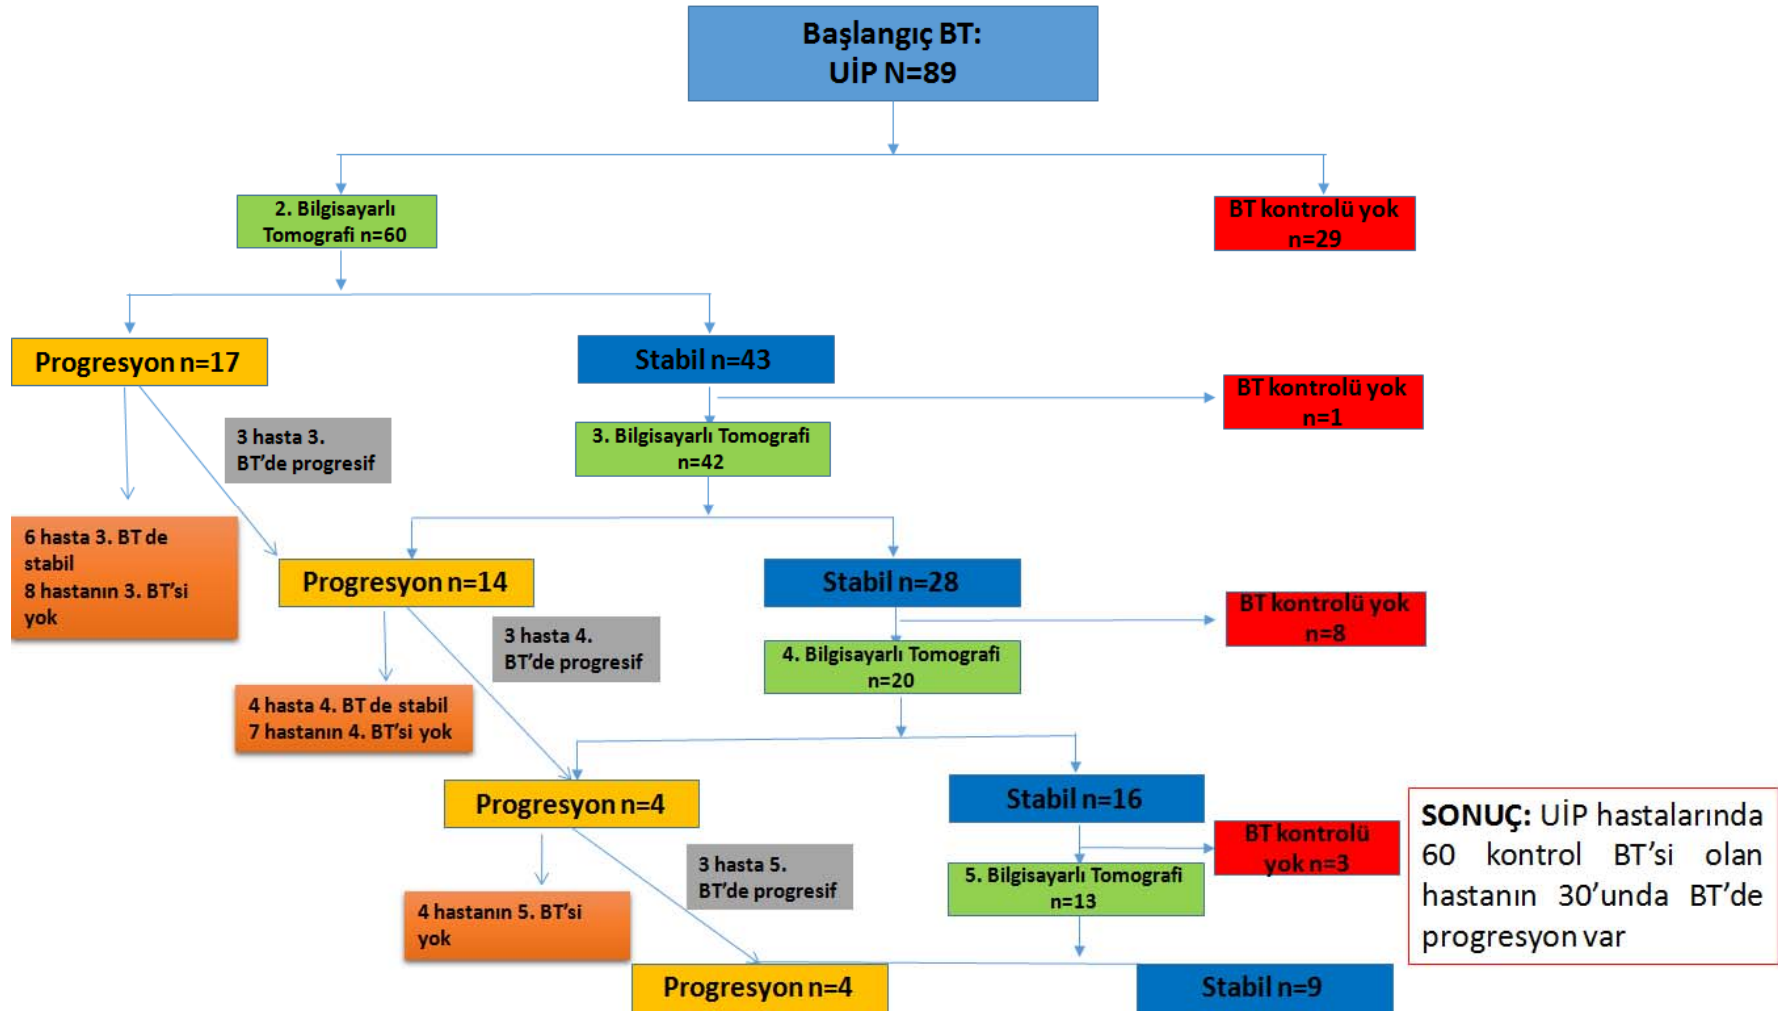 Başlangıç BT:
UİP N=89
2. Bilgisayarlı
Tomografi n=60
BT kontrolü yok
n=29
Progresyon n=17
Stabil n=43
BT kontrolü yok
n=1
3 hasta 3.
BT’de progresif
3. Bilgisayarlı Tomografi
n=42
6 hasta 3. BT de
stabil
8 hastanın 3. BT’si
yok
Progresyon n=14
Stabil n=28
BT kontrolü yok
n=8
3 hasta 4.
BT’de progresif
4. Bilgisayarlı Tomografi
n=20
4 hasta 4. BT de stabil
7 hastanın 4. BT’si yok
Progresyon n=4
Stabil n=16
BT kontrolü
yok n=3
3 hasta 5.
BT’de progresif
5. Bilgisayarlı Tomografi
n=13
4 hastanın 5. BT’si
yok
Progresyon n=4
Stabil n=9
SONUÇ: UİP hastalarında
60 kontrol BT’si olan
hastanın 30’unda BT’de
progresyon var